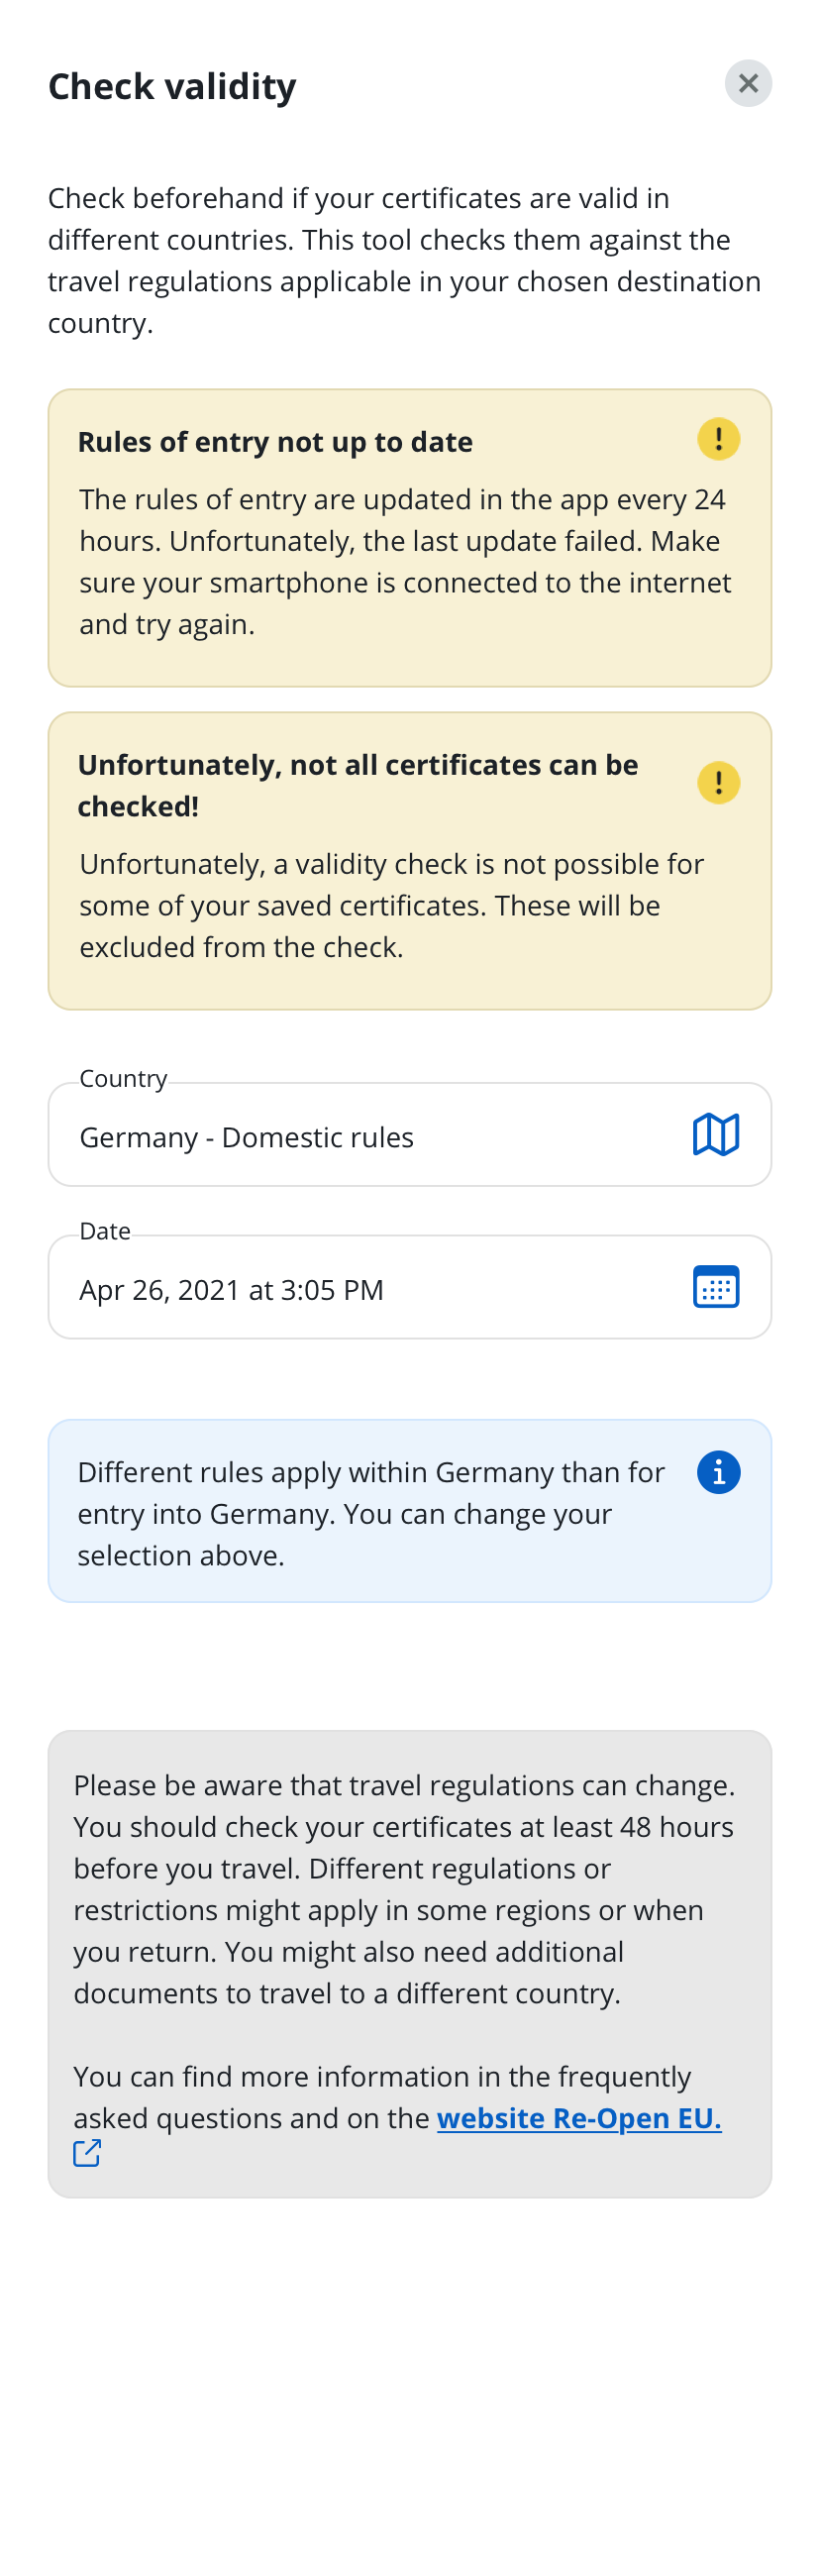 Check validity
Check beforehand if your certificates are valid in
different countries. This tool checks them against the
travel regulations applicable in your chosen destination
country.
Rules of entry not up to date
The rules of entry are updated in the app every 24
hours. Unfortunately, the last update failed. Make
sure your smartphone is connected to the internet
and try again.
Unfortunately, not all certificates can be
checked!
Unfortunately, a validity check is not possible for
some of your saved certificates. These will be
excluded from the check.
Country
Germany - Domestic rules
Date
Apr 26, 2021 at 3:05 PM
Different rules apply within Germany than for
entry into Germany. You can change your
selection above.
Please be aware that travel regulations can change.
You should check your certificates at least 48 hours
before you travel. Different regulations or
restrictions might apply in some regions or when
you return. You might also need additional
documents to travel to a different country.
You can find more information in the frequently
asked questions and on the website Re-Open EU.